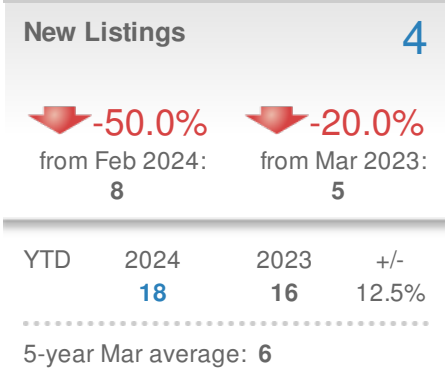 New Listings 4
-50.0% -20.0%
from Feb 2024: from Mar 2023:
8 5
YTD 2024 2023 +/-
18 16 12.5%
5-year Mar average: 6